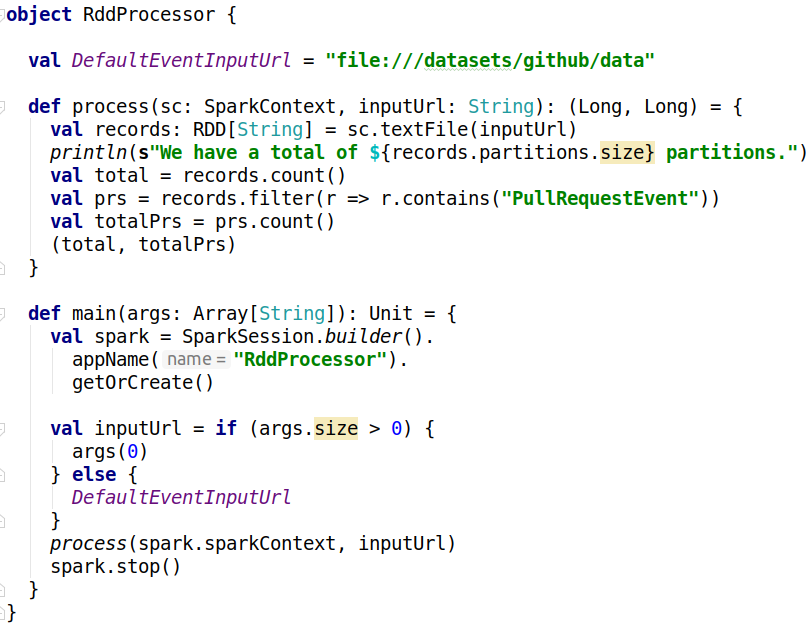 object RddProcessor {
val DefaultEventInputUrl = "file:///datasets/github/data"
def process(sc: SparkContext, inputUrl: String): (Long, Long) = {
val records: RDD[String] = sc.textFile(inputUrl)
println(s"We have a total of ${records.partitions.size} partitions.")
val total = records.count()
val prs = records.filter(r => r.contains("PullRequestEvent"))
val totalPrs = prs.count()
(total, totalPrs)
}
def main(args: Array[String]): Unit = {
val spark = SparkSession.builder().
appName( name = "RddProcessor").
getOrCreate()
val inputUrl = if (args.size > 0) {
args(0)
} else {
DefaultEventInputUrl
}
process(spark.sparkContext, inputUrl)
spark.stop()
}
}